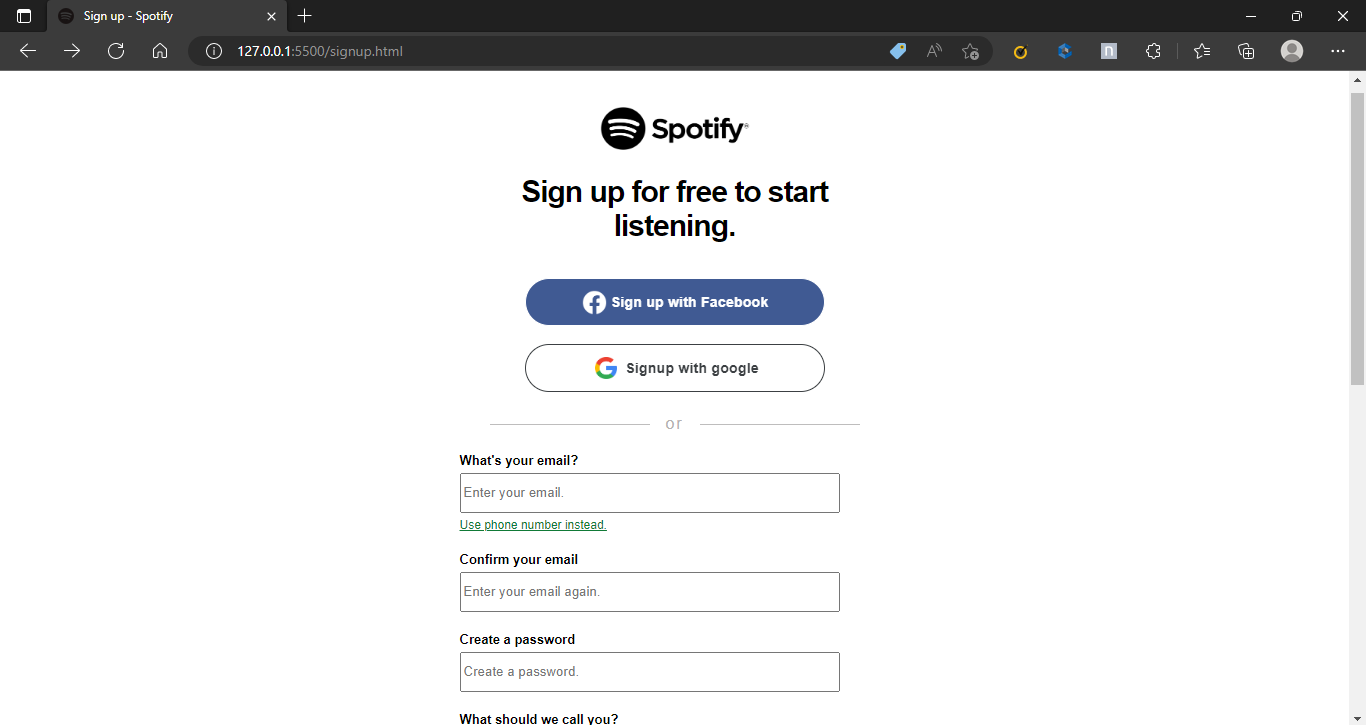 Sign up - Spotify
127.0.0.1:5500/signup.html
A
n
Spotify®
Sign up for free to start
listening.
Sign up with Facebook
Signup with google
or
What's your email?
Enter your email.
Use phone number instead.
Confirm your email
Enter your email again.
Create a password
Create a password.
What should we call you?